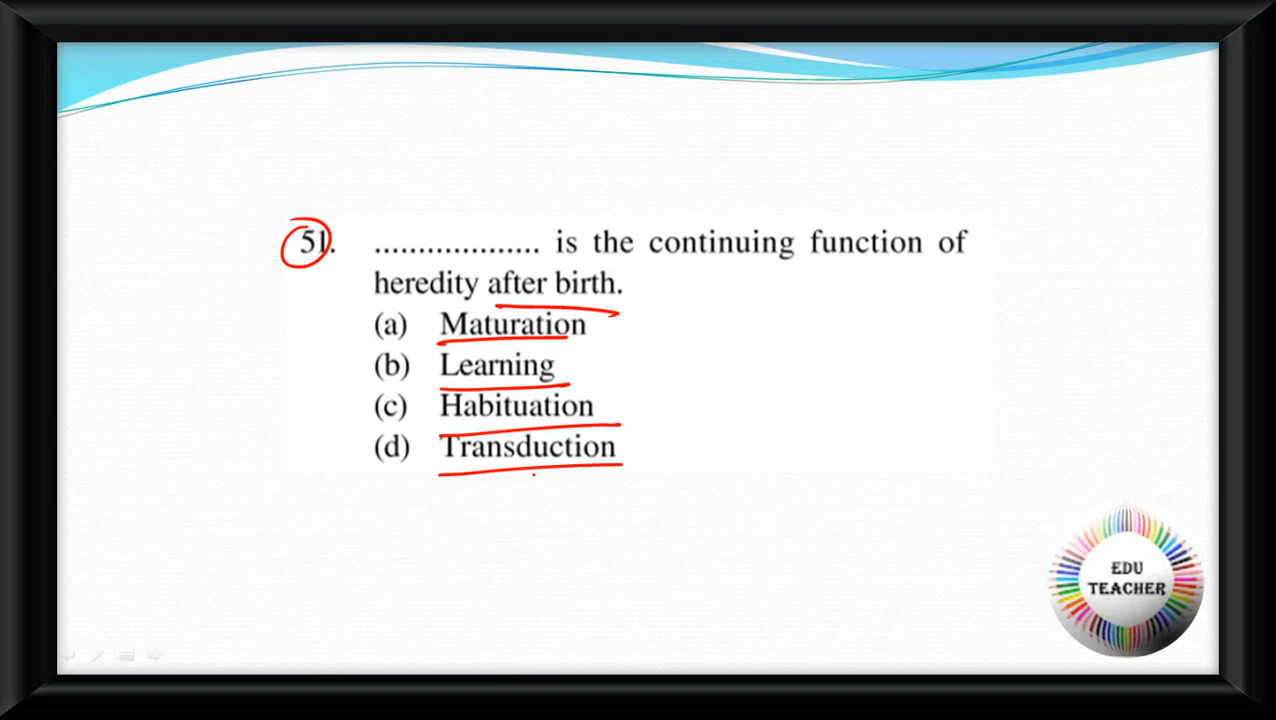 51. ................... is the continuing function of
heredity after birth.
(a) Maturation
(b) Learning
(c) Habituation
(d) Transduction
EDU
TEACHER